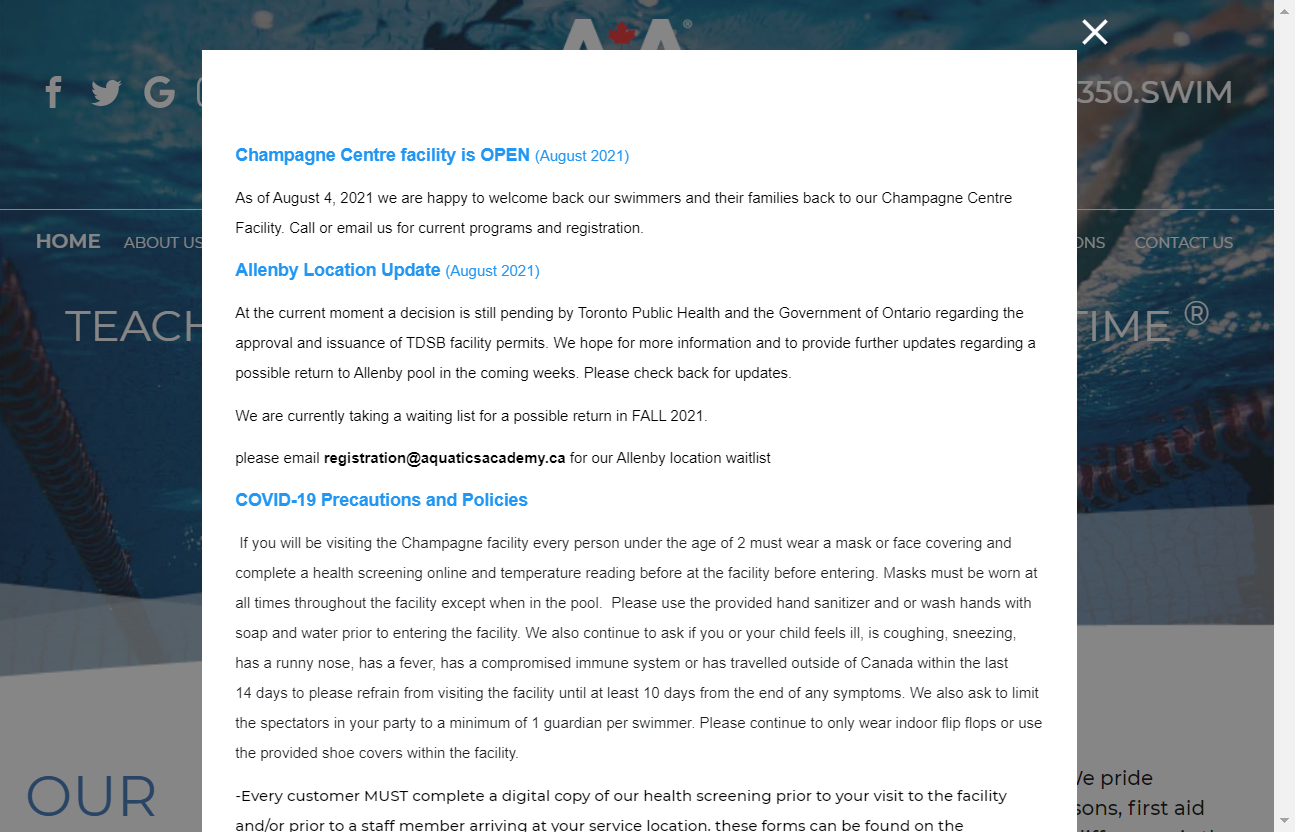 A A ®
350.SWIM
HOME ABOUT US ONS CONTACT US
TEACH TIME ®
Champagne Centre facility is OPEN (August 2021)
As of August 4, 2021 we are happy to welcome back our swimmers and their families back to our Champagne Centre
Facility. Call or email us for current programs and registration.
Allenby Location Update (August 2021)
At the current moment a decision is still pending by Toronto Public Health and the Government of Ontario regarding the
approval and issuance of TDSB facility permits. We hope for more information and to provide further updates regarding a
possible return to Allenby pool in the coming weeks. Please check back for updates.
We are currently taking a waiting list for a possible return in FALL 2021.
please email registration@aquaticsacademy.ca for our Allenby location waitlist
COVID-19 Precautions and Policies
If you will be visiting the Champagne facility every person under the age of 2 must wear a mask or face covering and
complete a health screening online and temperature reading before at the facility before entering. Masks must be worn at
all times throughout the facility except when in the pool. Please use the provided hand sanitizer and or wash hands with
soap and water prior to entering the facility. We also continue to ask if you or your child feels ill, is coughing, sneezing,
has a runny nose, has a fever, has a compromised immune system or has travelled outside of Canada within the last
14 days to please refrain from visiting the facility until at least 10 days from the end of any symptoms. We also ask to limit
the spectators in your party to a minimum of 1 guardian per swimmer. Please continue to only wear indoor flip flops or use
the provided shoe covers within the facility.
-Every customer MUST complete a digital copy of our health screening prior to your visit to the facility
and/or prior to a staff member arriving at your service location. these forms can be found on the
OUR
We pride
sons, first aid